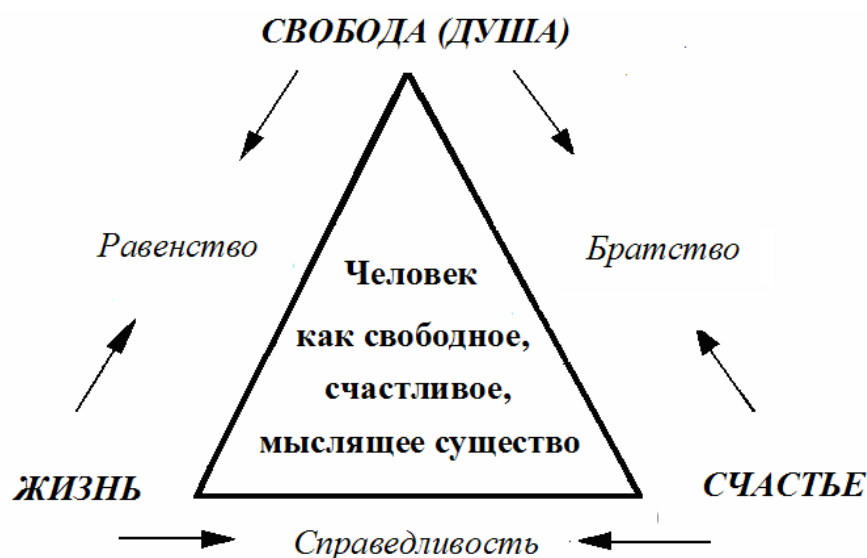 СВОБОДА (ДУША)
Равенство
Братство
Человек
как свободное,
счастливое,
мыслящее существо
ЖИЗНЬ
СЧАСТЬЕ
Справедливость